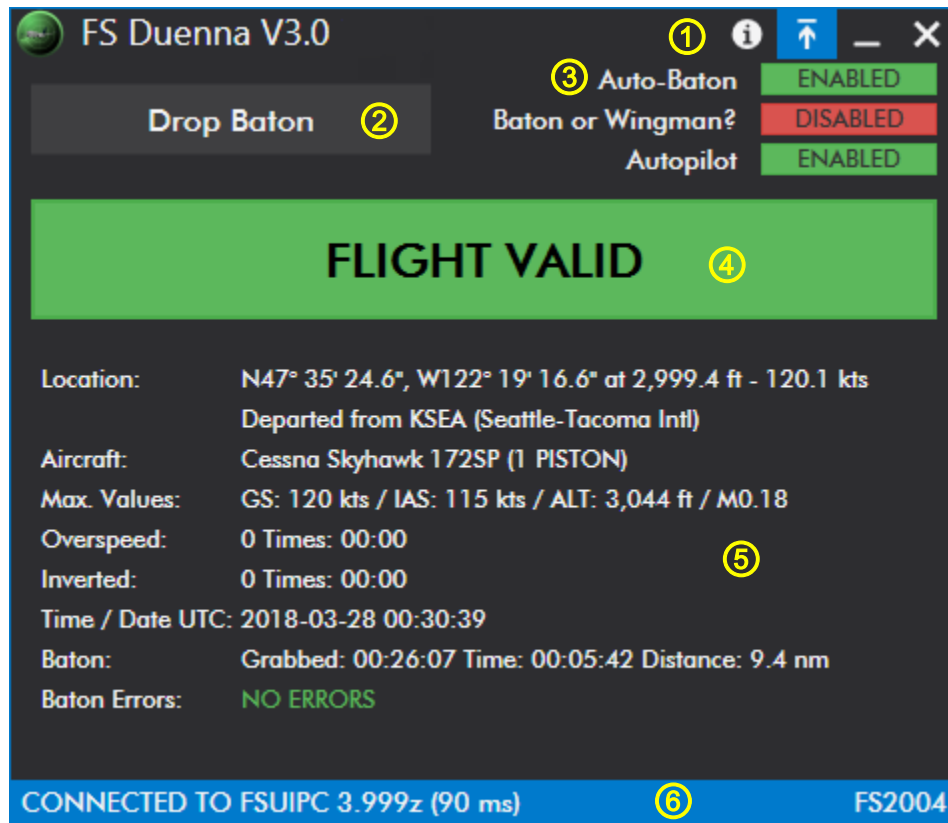 FS Duenna V3.0 ①
③ Auto-Baton ENABLED
Drop Baton ② Baton or Wingman? DISABLED
Autopilot ENABLED
FLIGHT VALID ④
Location: N47° 35' 24.6", W122° 19' 16.6" at 2,999.4 ft - 120.1 kts
Departed from KSEA (Seattle-Tacoma Intl)
Aircraft: Cessna Skyhawk 172SP (1 PISTON)
Max. Values: GS: 120 kts / IAS: 115 kts / ALT: 3,044 ft / M0.18
Overspeed: 0 Times: 00:00
⑤
Inverted: 0 Times: 00:00
Time / Date UTC: 2018-03-28 00:30:39
Baton: Grabbed: 00:26:07 Time: 00:05:42 Distance: 9.4 nm
Baton Errors: NO ERRORS
CONNECTED TO FSUIPC 3.999z (90 ms) ⑥ FS2004